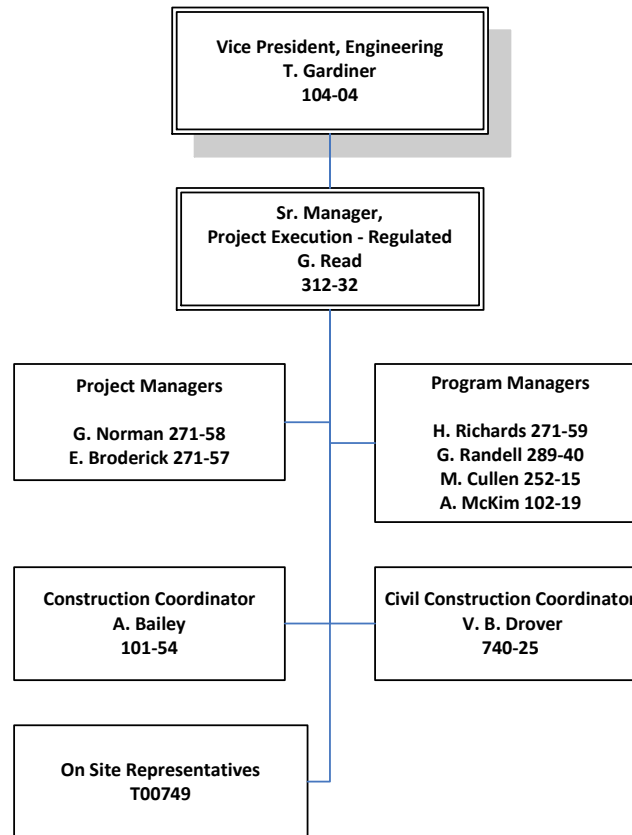 Vice President, Engineering
T. Gardiner
104-04
Sr. Manager,
Project Execution - Regulated
G. Read
312-32
Project Managers
G. Norman 271-58
E. Broderick 271-57
Program Managers
H. Richards 271-59
G. Randell 289-40
M. Cullen 252-15
A. McKim 102-19
Construction Coordinator
A. Bailey
101-54
Civil Construction Coordinator
V. B. Drover
740-25
On Site Representatives
T00749